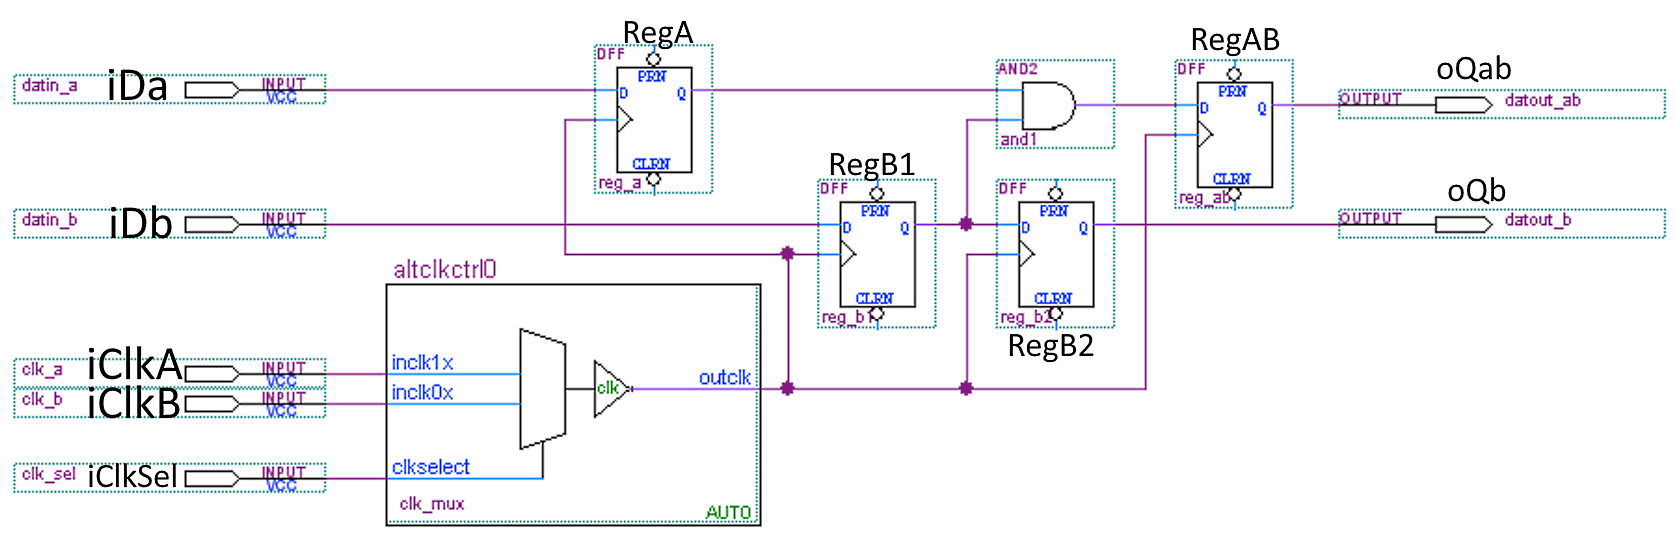 RegA
DFF
PRN
D
Q
CLRN
reg_a
datin_a
iDa
INPUT
VCC
AND2
and1
RegAB
DFF
PRN
D
Q
CLRN
reg_ab
oQab
OUTPUT
datout_ab
RegB1
DFF
PRN
D
Q
CLRN
reg_b1
DFF
PRN
D
Q
CLRN
reg_b2
RegB2
oQb
OUTPUT
datout_b
datin_b
iDb
INPUT
VCC
altclkctrl0
clk_a
iClkA
INPUT
VCC
inclk1x
clk_b
iClkB
INPUT
VCC
inclk0x
clk
outclk
clk_sel
iClkSel
INPUT
VCC
clkselect
clk_mux
AUTO